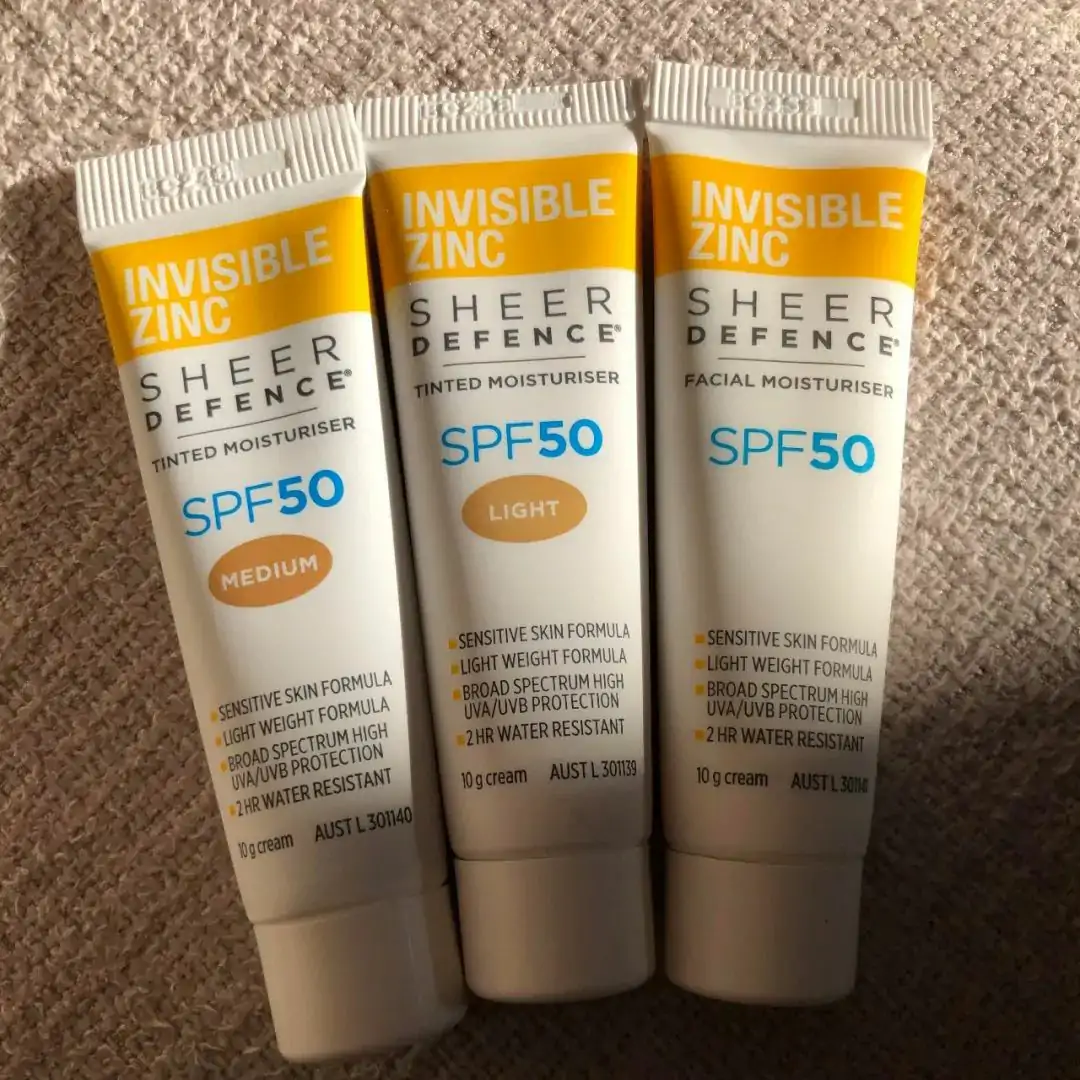 INVISIBLE
ZINC
SHEER
DEFENCE®
TINTED MOISTURISER
SPF50
MEDIUM
SENSITIVE SKIN FORMULA
LIGHT WEIGHT FORMULA
BROAD SPECTRUM HIGH
UVA/UVB PROTECTION
2 HR WATER RESISTANT
10 g cream AUST L 301140
INVISIBLE
ZINC
SHEER
DEFENCE®
TINTED MOISTURISER
SPF50
LIGHT
SENSITIVE SKIN FORMULA
LIGHT WEIGHT FORMULA
BROAD SPECTRUM HIGH
UVA/UVB PROTECTION
2 HR WATER RESISTANT
10 g cream AUST L 301139
INVISIBLE
ZINC
SHEER
DEFENCE®
FACIAL MOISTURISER
SPF50
SENSITIVE SKIN FORMULA
LIGHT WEIGHT FORMULA
BROAD SPECTRUM HIGH
UVA/UVB PROTECTION
2 HR WATER RESISTANT
10 g cream AUST L